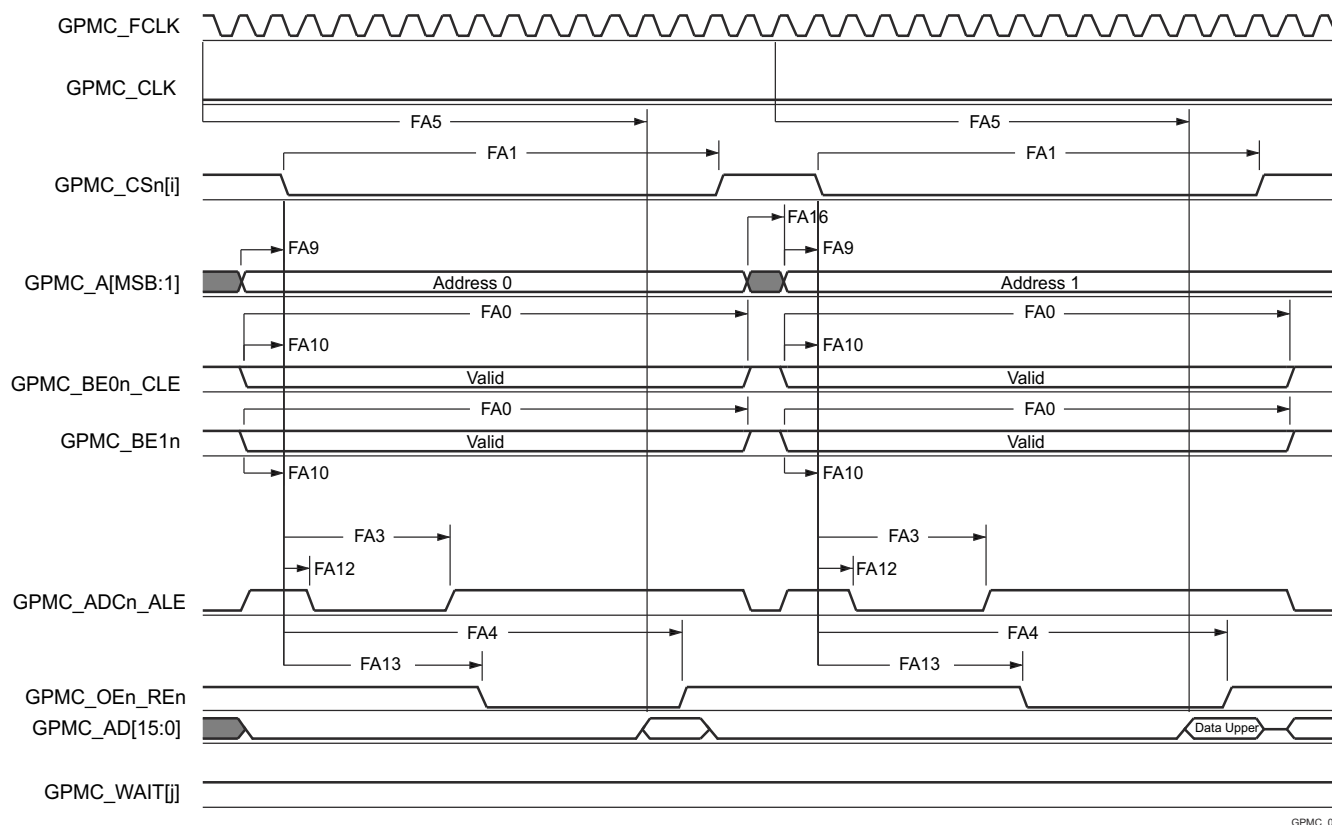 GPMC_FCLK
GPMC_CLK
FA5 FA5
FA1 FA1
GPMC_CSn[i]
FA16
FA9 FA9
GPMC_A[MSB:1] Address 0 Address 1
FA0 FA0
FA10 FA10
GPMC_BE0n_CLE Valid Valid
FA0 FA0
GPMC_BE1n Valid Valid
FA10 FA10
FA3 FA3
FA12 FA12
GPMC_ADCn_ALE
FA4 FA4
FA13 FA13
GPMC_OEn_REn
GPMC_AD[15:0] Data Upper
GPMC_WAIT[j]
GPMC_0